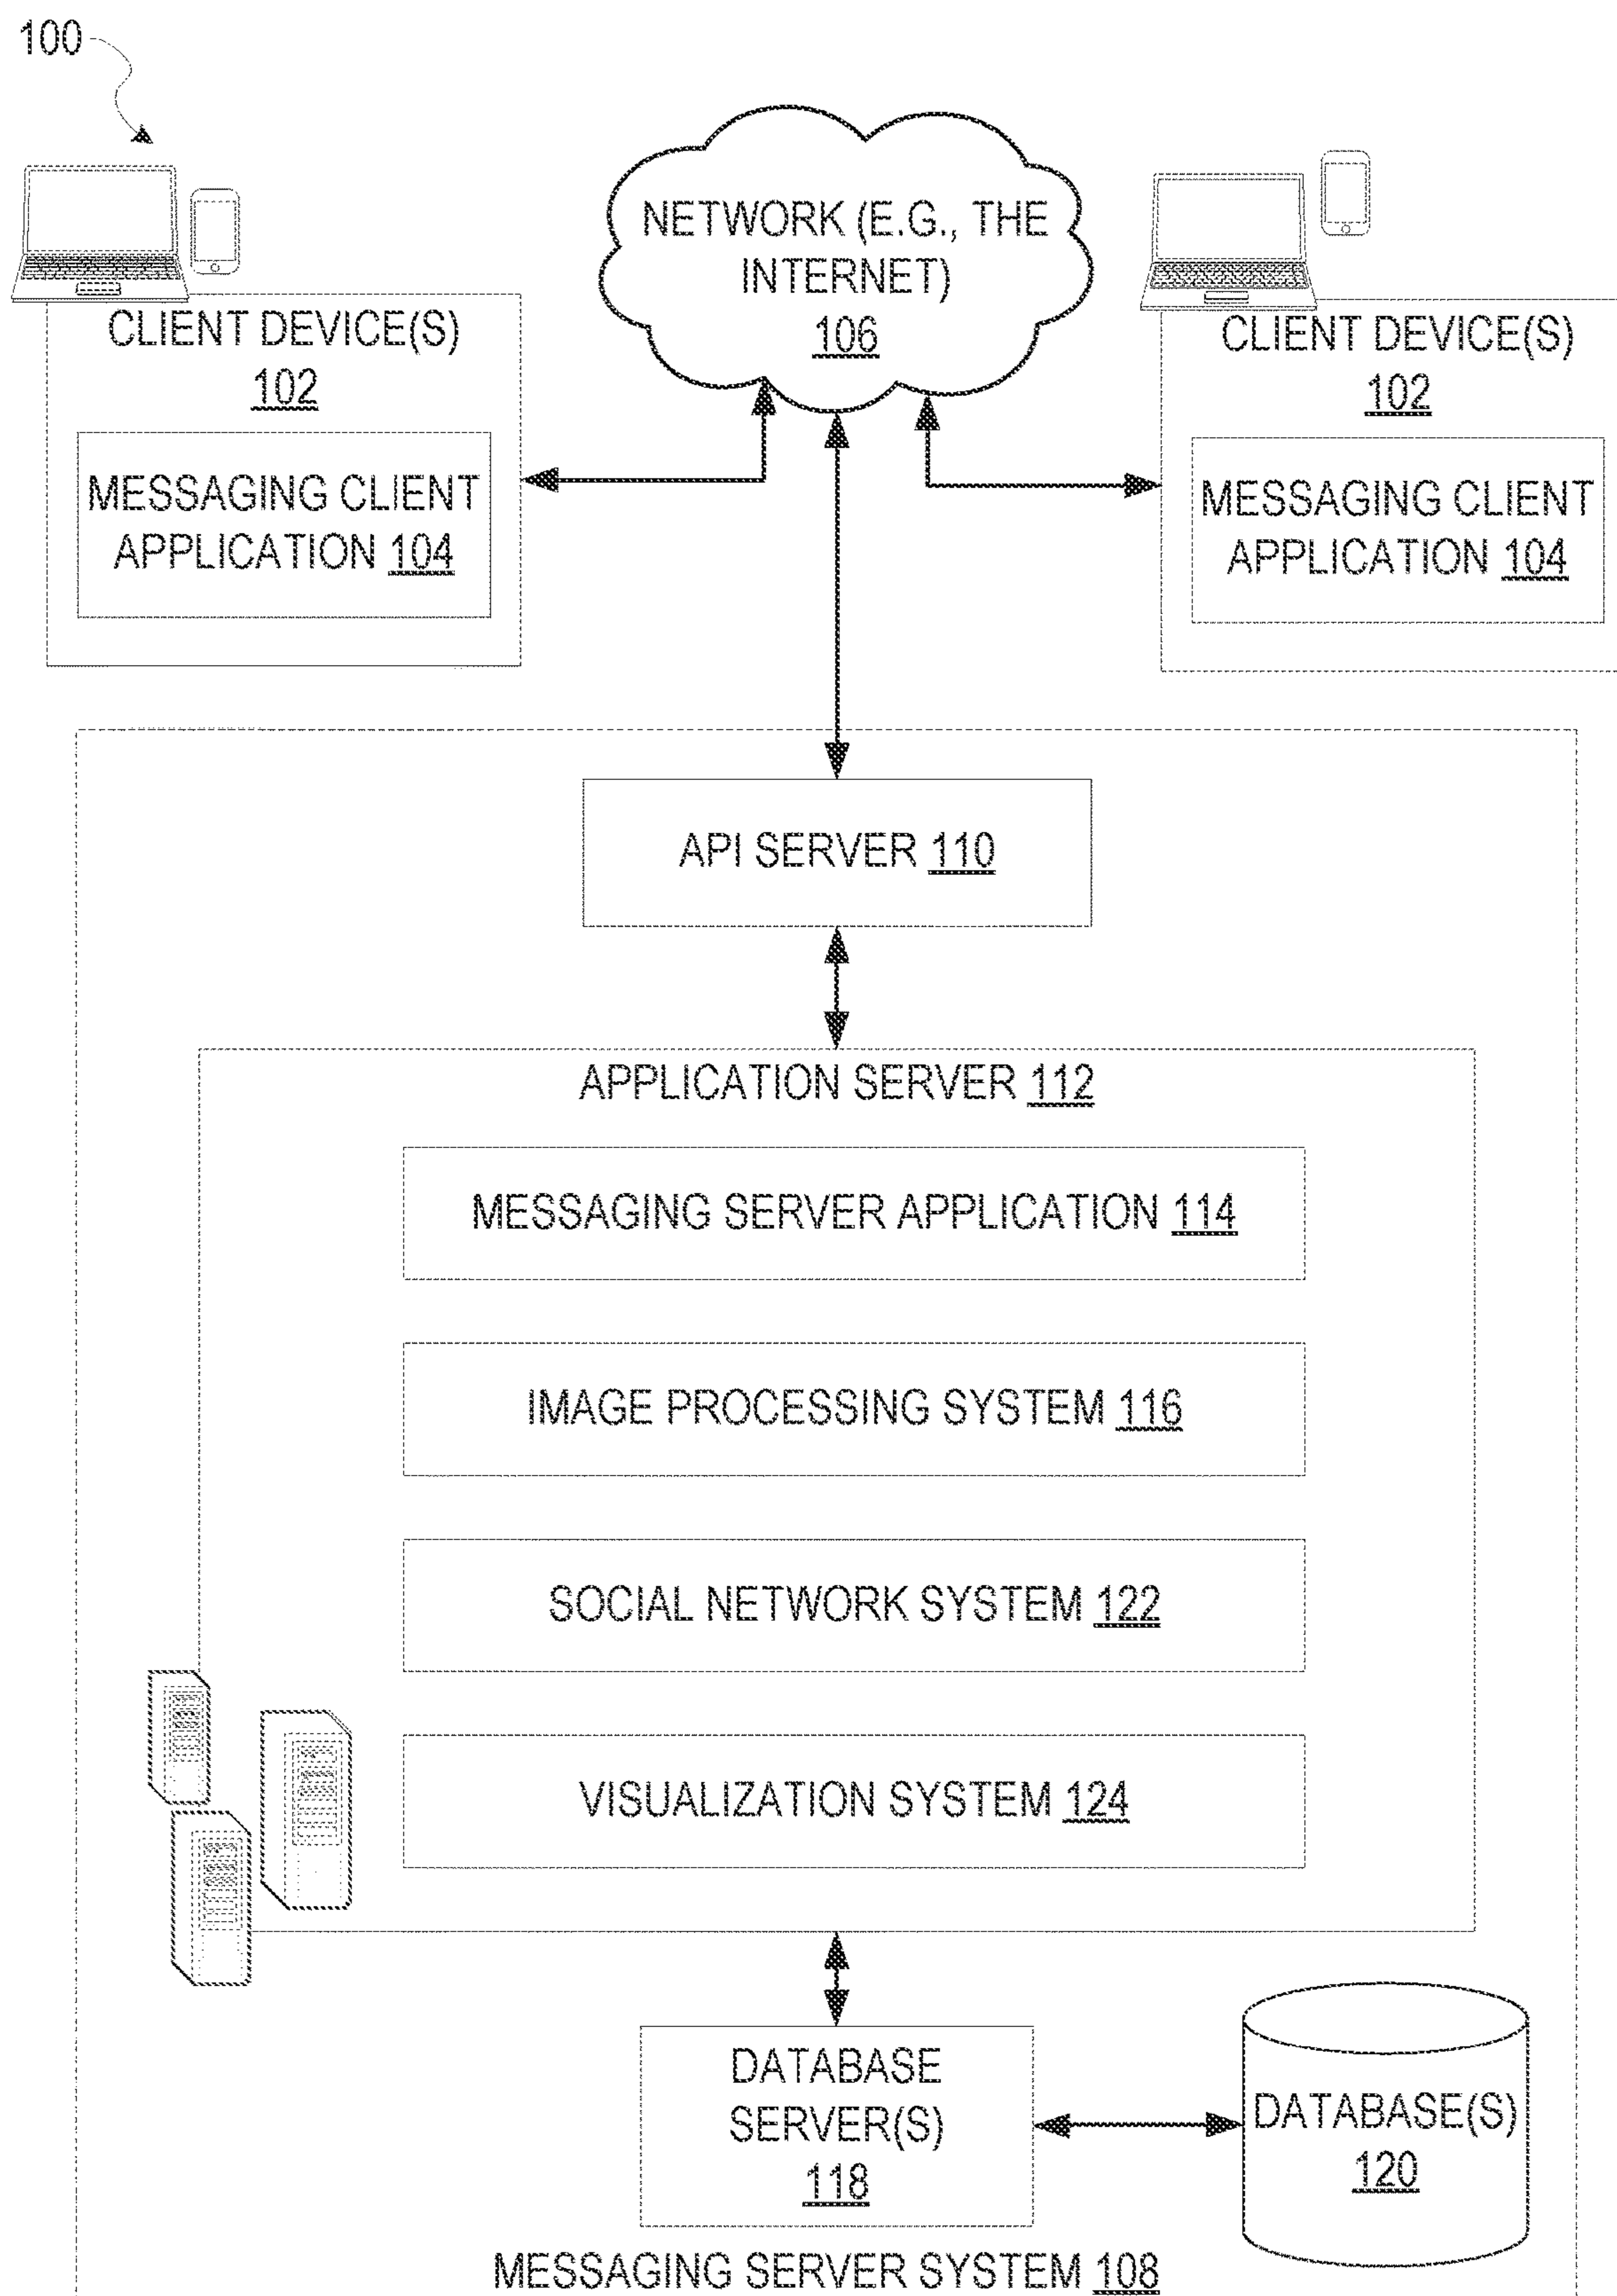 100
NETWORK (E.G., THE
INTERNET)
106
CLIENT DEVICE(S)
102
MESSAGING CLIENT
APPLICATION 104
CLIENT DEVICE(S)
102
MESSAGING CLIENT
APPLICATION 104
API SERVER 110
APPLICATION SERVER 112
MESSAGING SERVER APPLICATION 114
IMAGE PROCESSING SYSTEM 116
SOCIAL NETWORK SYSTEM 122
VISUALIZATION SYSTEM 124
DATABASE
SERVER(S)
118
DATABASE(S)
120
MESSAGING SERVER SYSTEM 108